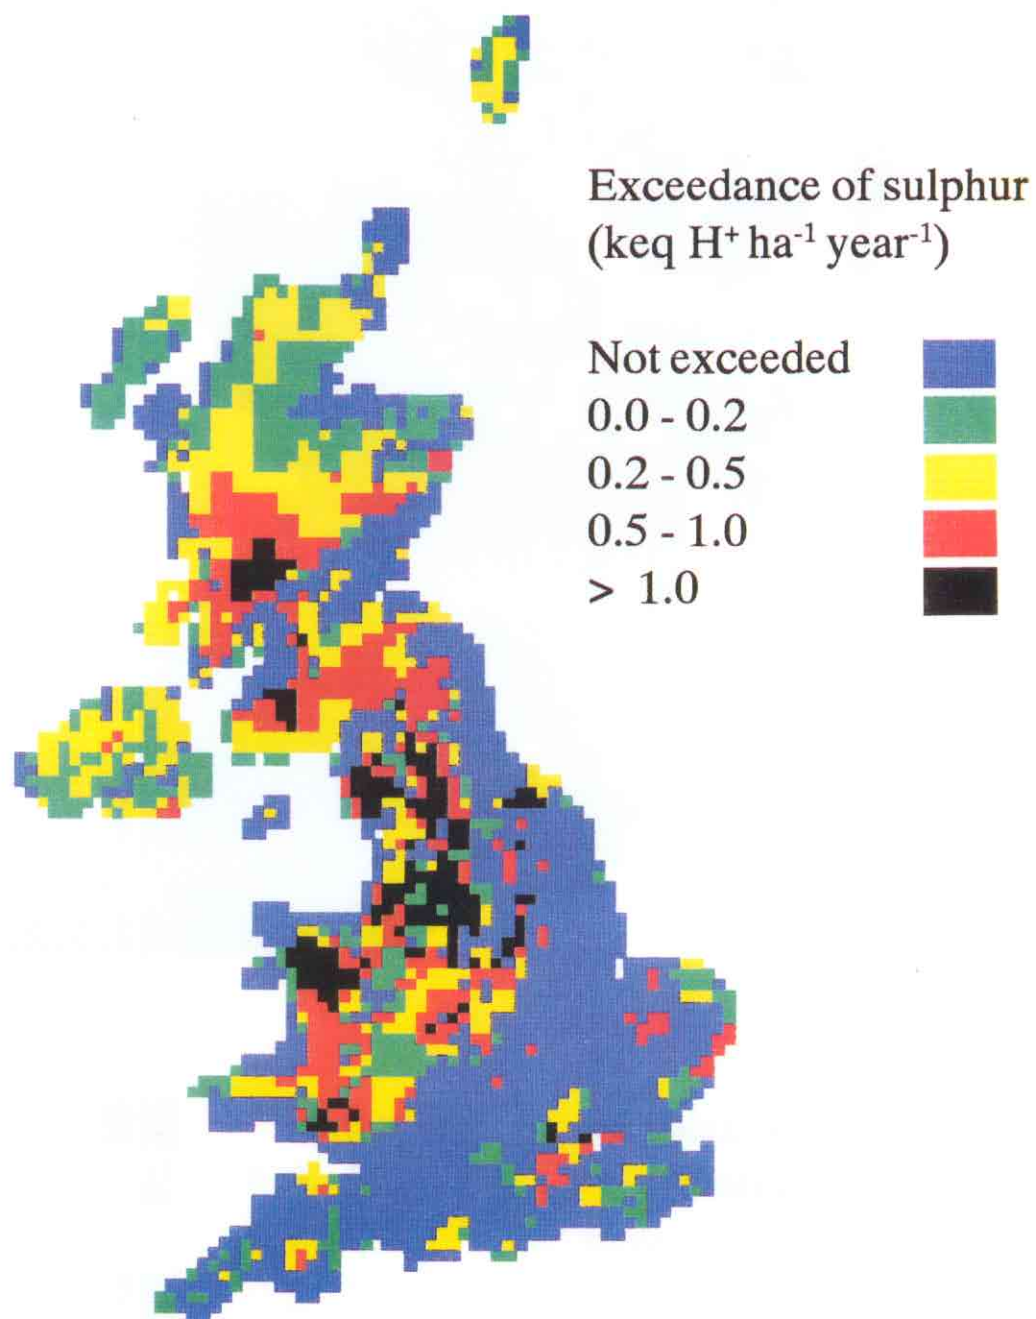 Exceedance of sulphur
(keq H⁺ ha⁻¹ year⁻¹)
Not exceeded
0.0 - 0.2
0.2 - 0.5
0.5 - 1.0
> 1.0